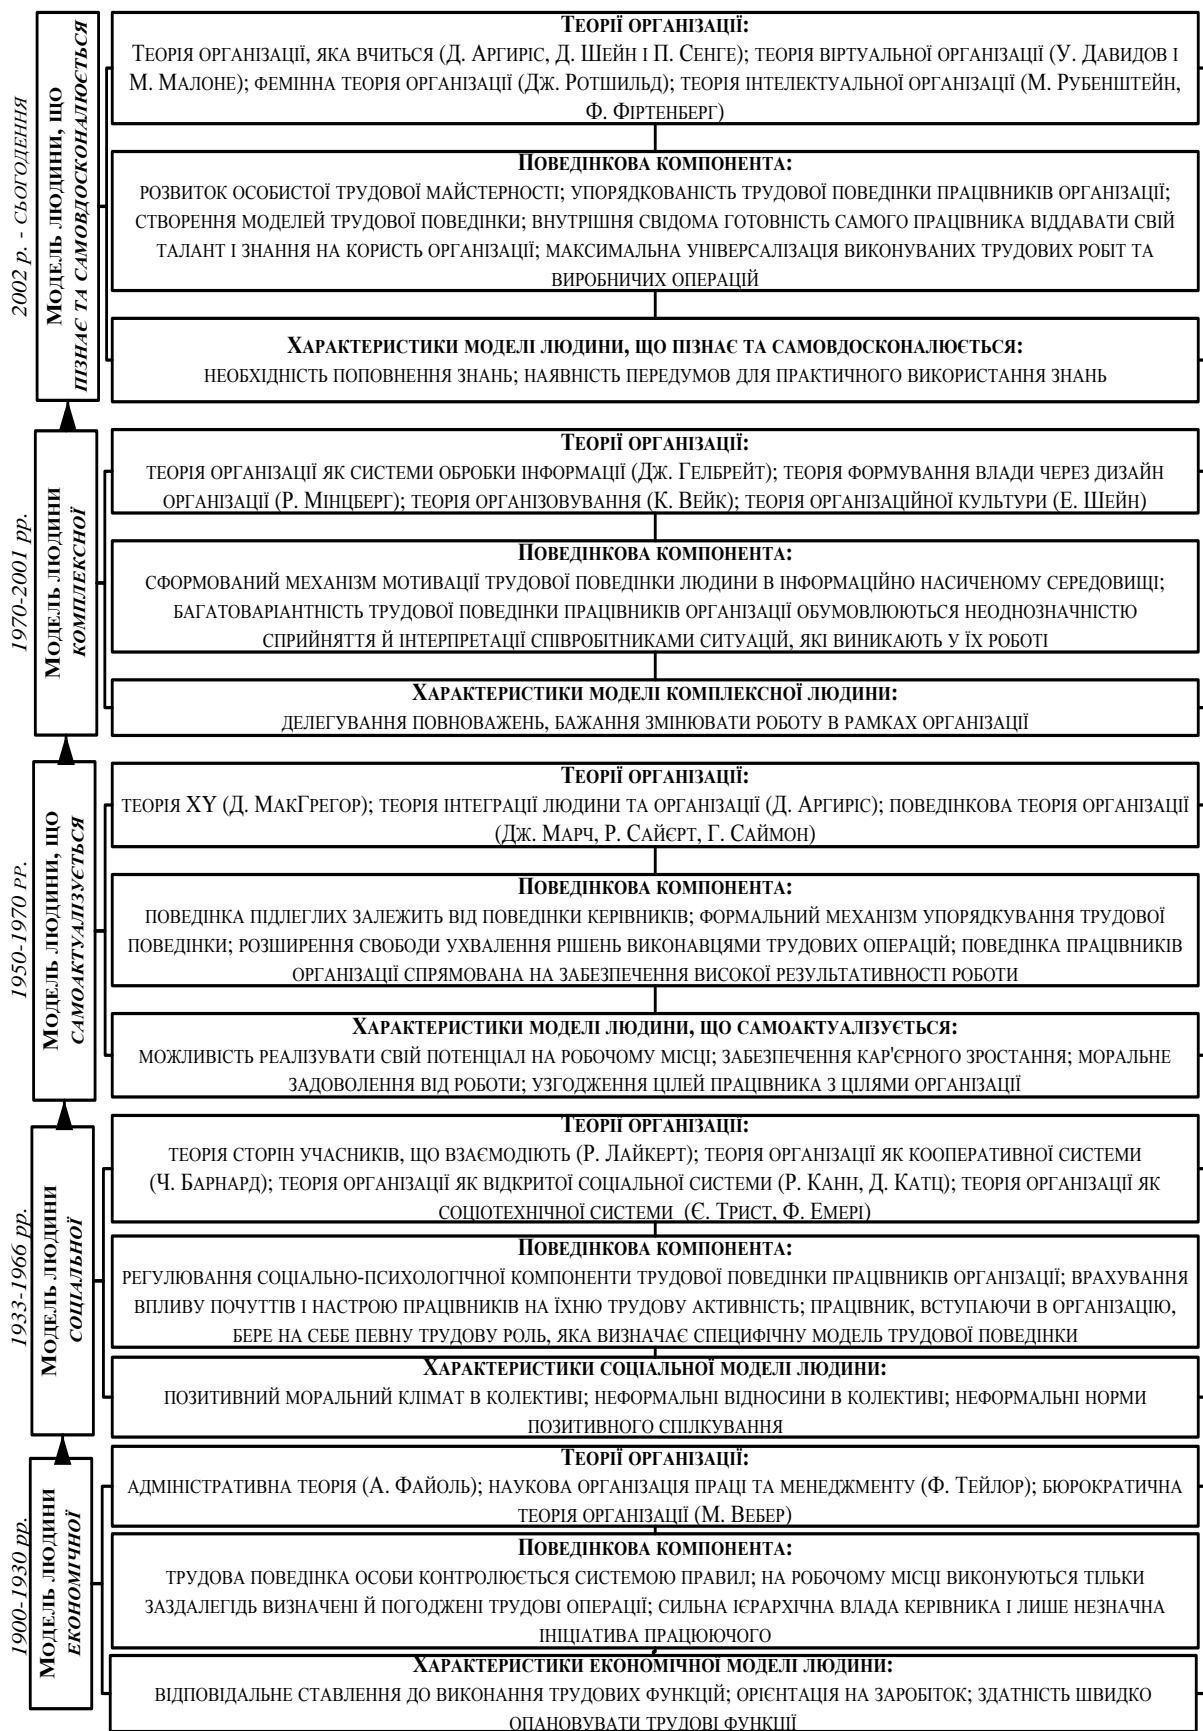 2002 р. - сьогодення
Модель людини, що
пізнає та самовдосконалюється
Теорії організації:
Теорія організації, яка вчиться (Д. Аргиріс, Д. Шейн і П. Сенге); теорія віртуальної організації (У. Давидов і
М. Малоне); фемінна теорія організації (Дж. Ротшильд); теорія інтелектуальної організації (М. Рубенштейн,
Ф. Фіртенберг)
Поведінкова компонента:
розвиток особистої трудової майстерності; упорядкованість трудової поведінки працівників організації;
створення моделей трудової поведінки; внутрішня свідома готовність самого працівника віддавати свій
талант і знання на користь організації; максимальна універсалізація виконуваних трудових робіт та
виробничих операцій
Характеристики моделі людини, що пізнає та самовдосконалюється:
необхідність поповнення знань; наявність передумов для практичного використання знань
1970-2001 рр.
Модель людини
комплексної
Теорії організації:
теорія організації як системи обробки інформації (Дж. Гелбрейт); теорія формування влади через дизайн
організації (Р. Мінцберг); теорія організовування (К. Вейк); теорія організаційної культури (Е. Шейн)
Поведінкова компонента:
сформований механізм мотивації трудової поведінки людини в інформаційно насиченому середовищі;
багатоваріантність трудової поведінки працівників організації обумовлюються неоднозначністю
сприйняття й інтерпретації співробітниками ситуацій, які виникають у їх роботі
Характеристики моделі комплексної людини:
делегування повноважень, бажання змінювати роботу в рамках організації
1950-1970 рр.
Модель людини, що
самоактуалізується
Теорії організації:
теорія XY (Д. МакГрегор); теорія інтеграції людини та організації (Д. Аргиріс); поведінкова теорія організації
(Дж. Марч, Р. Сайєрт, Г. Саймон)
Поведінкова компонента:
поведінка підлеглих залежить від поведінки керівників; формальний механізм упорядкування трудової
поведінки; розширення свободи ухвалення рішень виконавцями трудових операцій; поведінка працівників
організації спрямована на забезпечення високої результативності роботи
Характеристики моделі людини, що самоактуалізується:
можливість реалізувати свій потенціал на робочому місці; забезпечення кар'єрного зростання; моральне
задоволення від роботи; узгодження цілей працівника з цілями організації
1933-1966 рр.
Модель людини
соціальної
Теорії організації:
теорія сторін учасників, що взаємодіють (Р. Лайкерт); теорія організації як кооперативної системи
(Ч. Барнард); теорія організації як відкритої соціальної системи (Р. Канн, Д. Катц); теорія організації як
соціотехнічної системи (Є. Трист, Ф. Емері)
Поведінкова компонента:
регулювання соціально-психологічної компоненти трудової поведінки працівників організації; врахування
впливу почуттів і настрою працівників на їхню трудову активність; працівник, вступаючи в організацію,
бере на себе певну трудову роль, яка визначає специфічну модель трудової поведінки
Характеристики соціальної моделі людини:
позитивний моральний клімат в колективі; неформальні відносини в колективі; неформальні норми
позитивного спілкування
1900-1930 рр.
Модель людини
економічної
Теорії організації:
адміністративна теорія (А. Файоль); наукова організація праці та менеджменту (Ф. Тейлор); бюрократична
теорія організації (М. Вебер)
Поведінкова компонента:
трудова поведінка особи контролюється системою правил; на робочому місці виконуються тільки
заздалегідь визначені й погоджені трудові операції; сильна ієрархічна влада керівника і лише незначна
ініціатива працюючого
Характеристики економічної моделі людини:
відповідальне ставлення до виконання трудових функцій; орієнтація на заробіток; здатність швидко
опановувати трудові функції